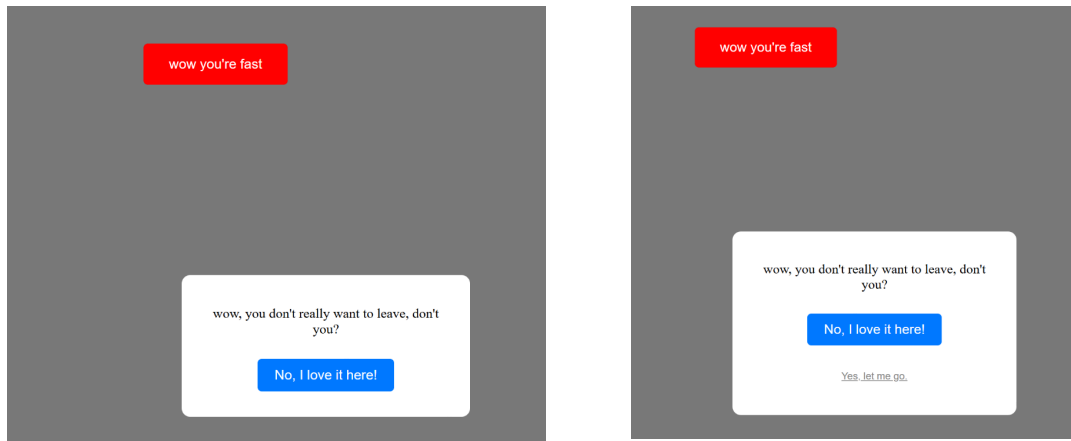 wow you're fast
wow, you don't really want to leave, don't
you?
No, I love it here!
wow you're fast
wow, you don't really want to leave, don't
you?
No, I love it here!
Yes, let me go.